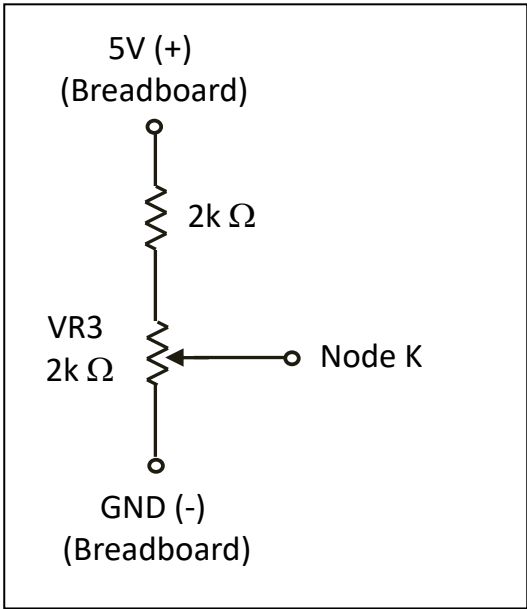 5V (+)
(Breadboard)
2k Ω
VR3
2k Ω
Node K
GND (-)
(Breadboard)